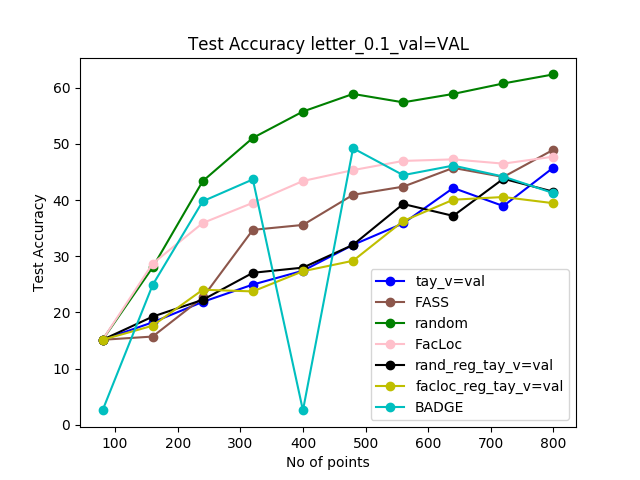 Test Accuracy letter_0.1_val=VAL
60
50
40
30
20
10
0
Test Accuracy
100 200 300 400 500 600 700 800
No of points
tay_v=val
FASS
random
FacLoc
rand_reg_tay_v=val
facloc_reg_tay_v=val
BADGE